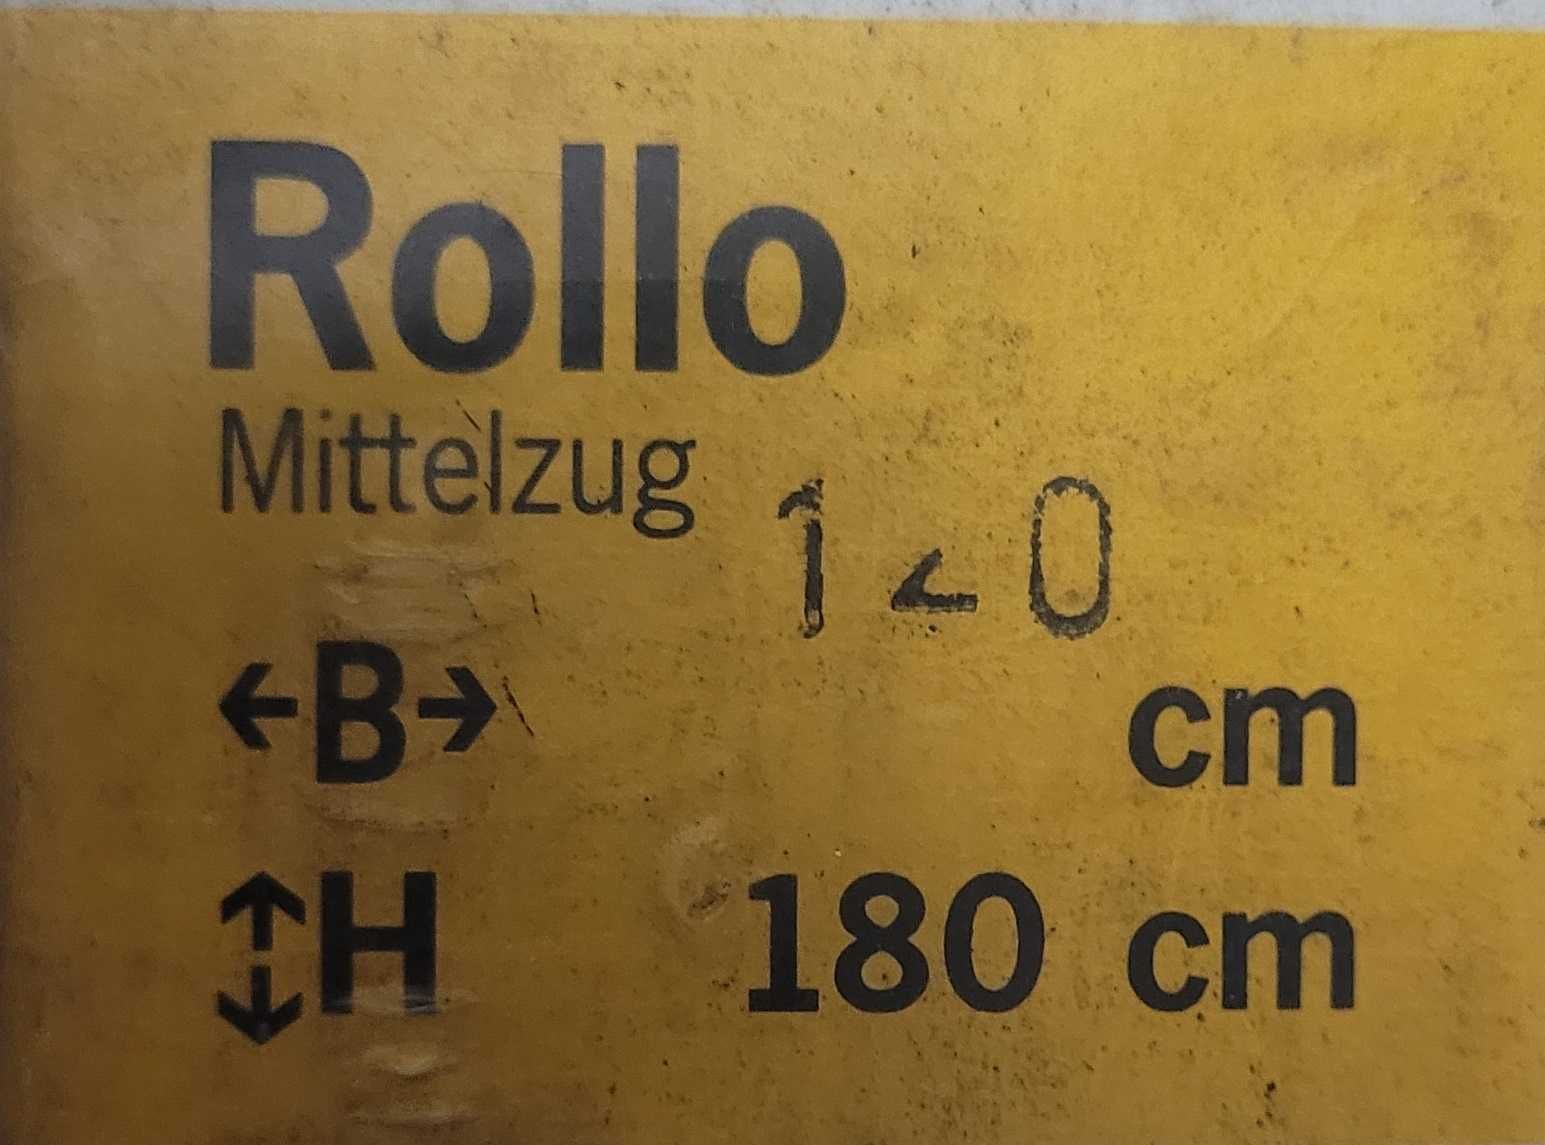 Rollo
Mittelzug
120
←B→ cm
↕H 180 cm